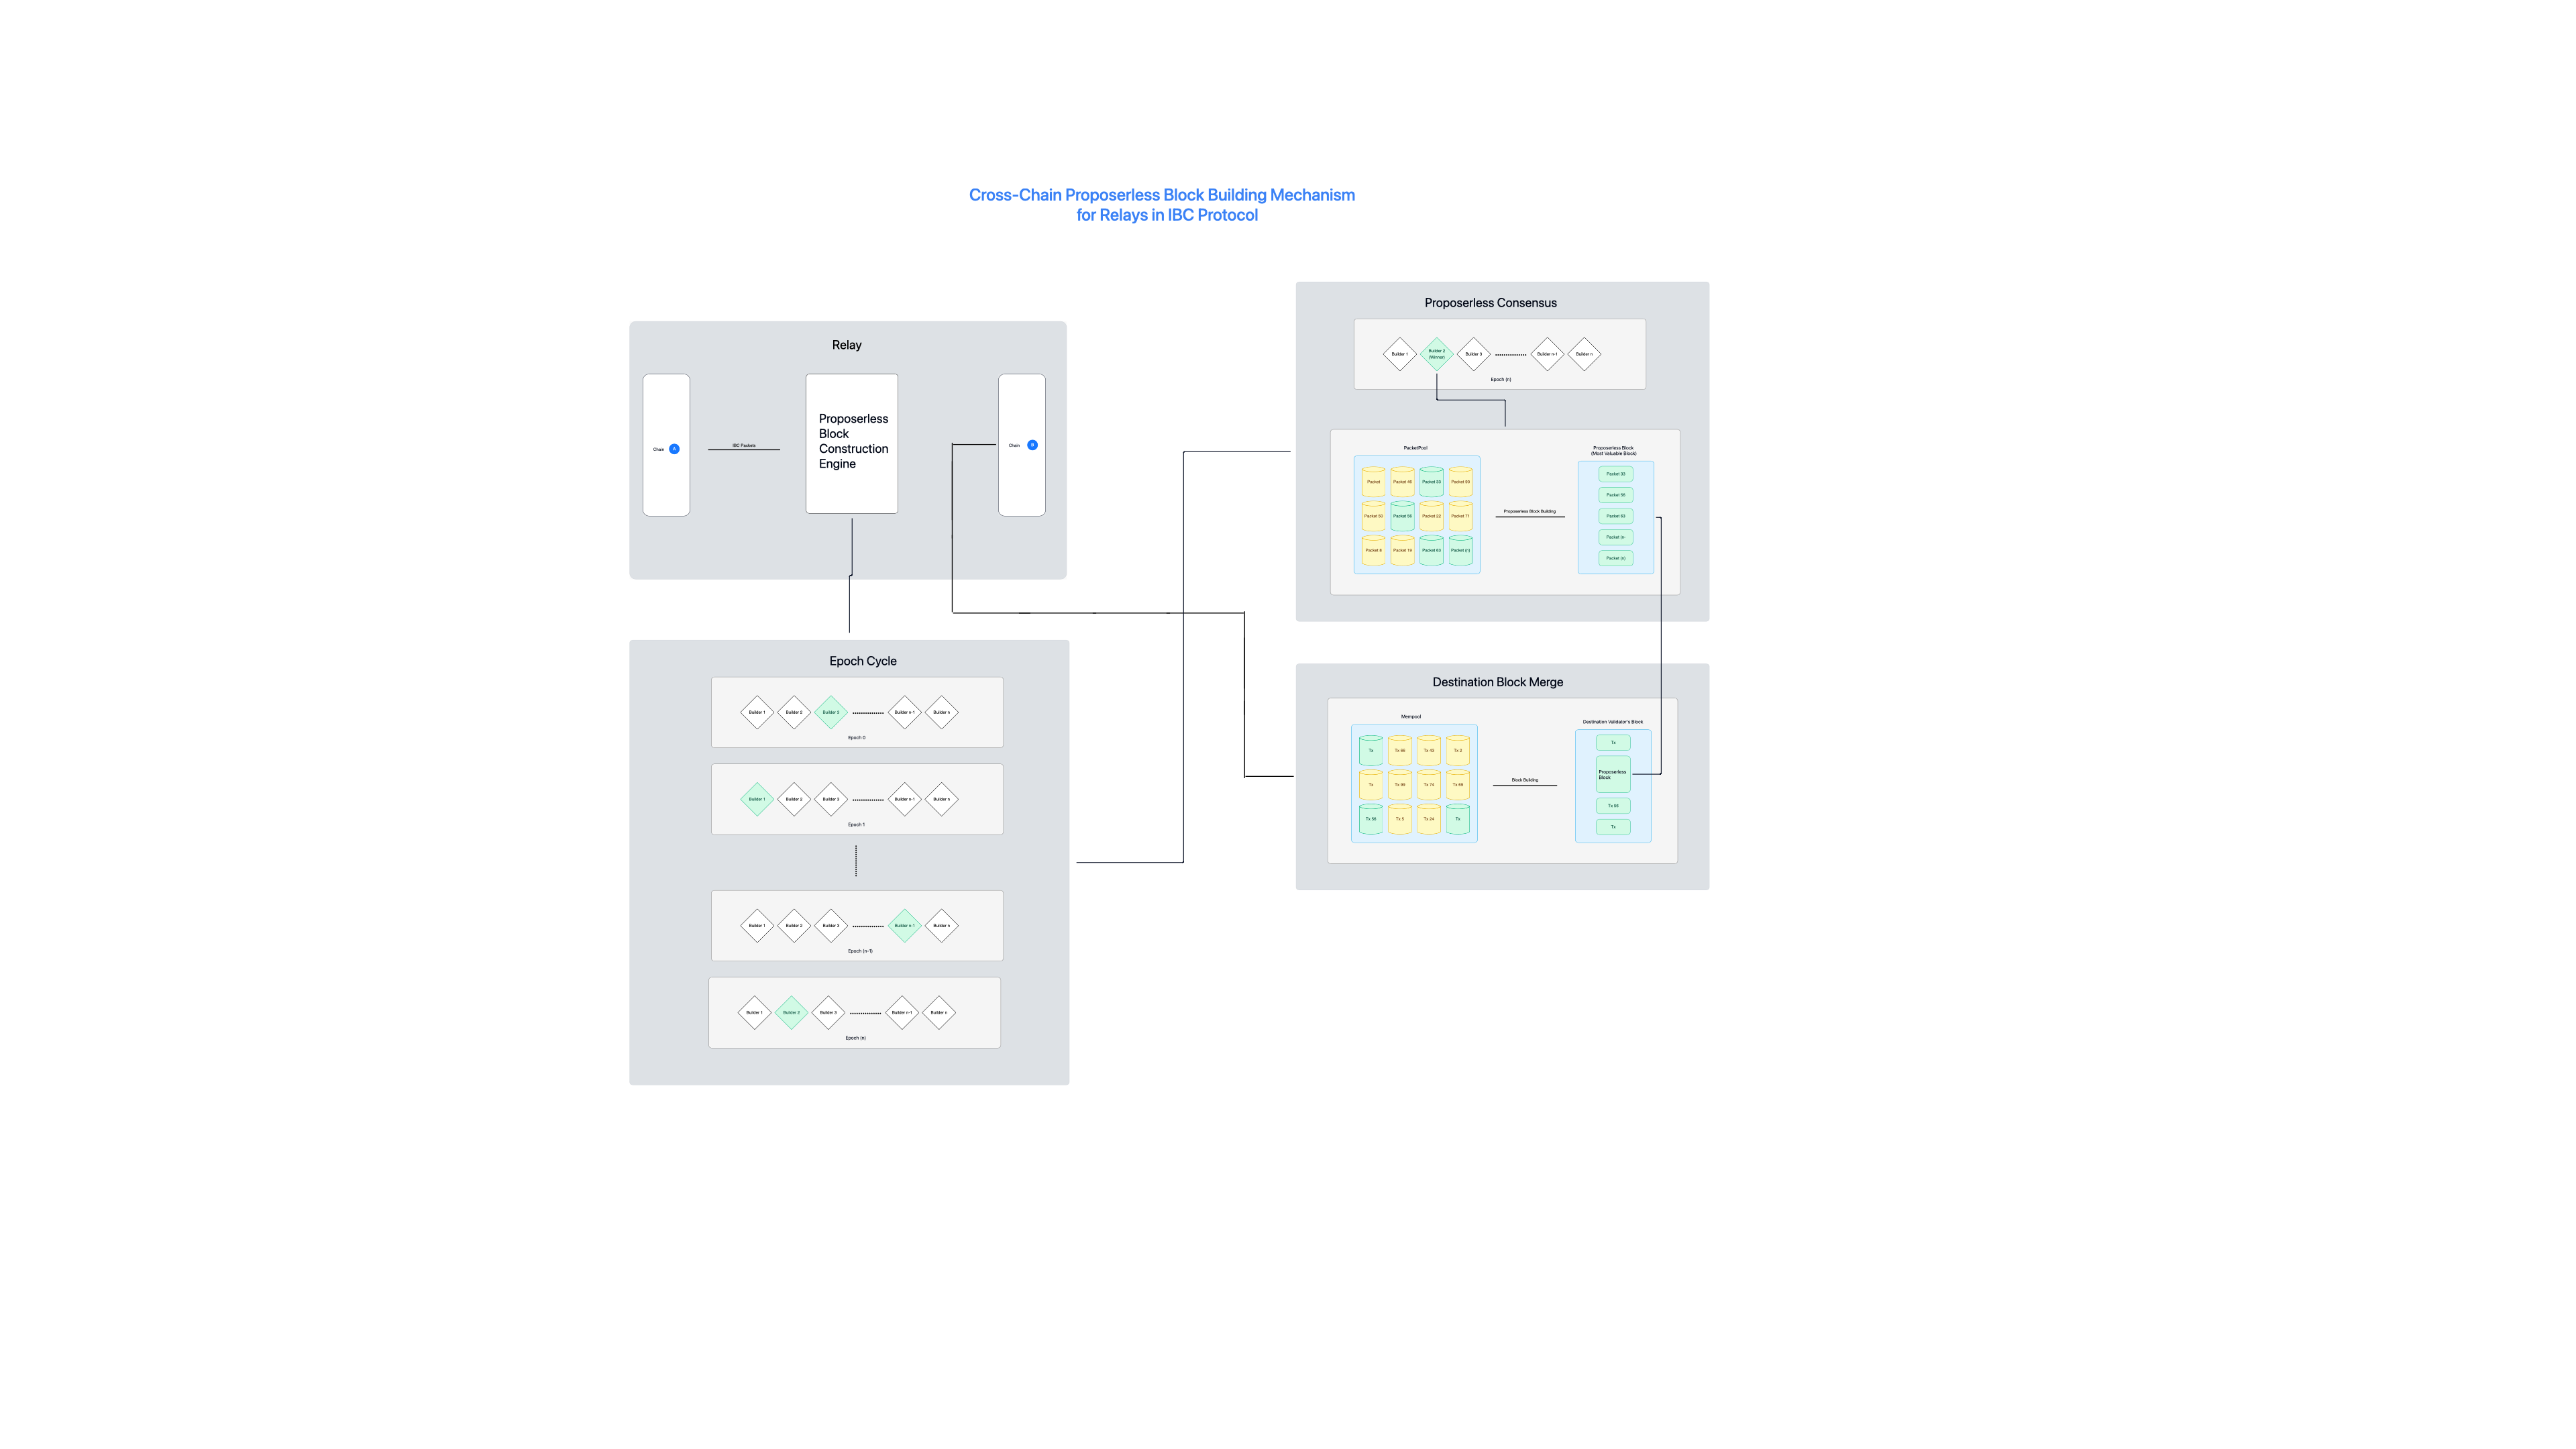 Cross-Chain Proposerless Block Building Mechanism
for Relays in IBC Protocol
Relay
Chain A
IBC Packets
Proposerless
Block
Construction
Engine
Chain B
Epoch Cycle
Builder 1 Builder 2 Builder 3 Builder n-1 Builder n
Epoch 0
Builder 1 Builder 2 Builder 3 Builder n-1 Builder n
Epoch 1
Builder 1 Builder 2 Builder 3 Builder n-1 Builder n
Epoch (n-1)
Builder 1 Builder 2 Builder 3 Builder n-1 Builder n
Epoch (n)
Proposerless Consensus
Builder 1 Builder 2 Builder 3 Builder n-1 Builder n
(Winner)
Epoch (n)
PacketPool
Packet Packet 46 Packet 33 Packet 99
Packet 30 Packet 56 Packet 22 Packet 71
Packet 8 Packet 19 Packet 63 Packet (n)
Proposerless Block Building
Proposerless Block
(Most Valuable Block)
Packet 33
Packet 56
Packet 63
Packet (n-
Packet (n)
Destination Block Merge
Mempool
Tx Tx 66 Tx 43 Tx 2
Tx Tx 99 Tx 74 Tx 69
Tx 56 Tx 5 Tx 24 Tx
Block Building
Destination Validator's Block
Tx
Proposerless
Block
Tx 56
Tx